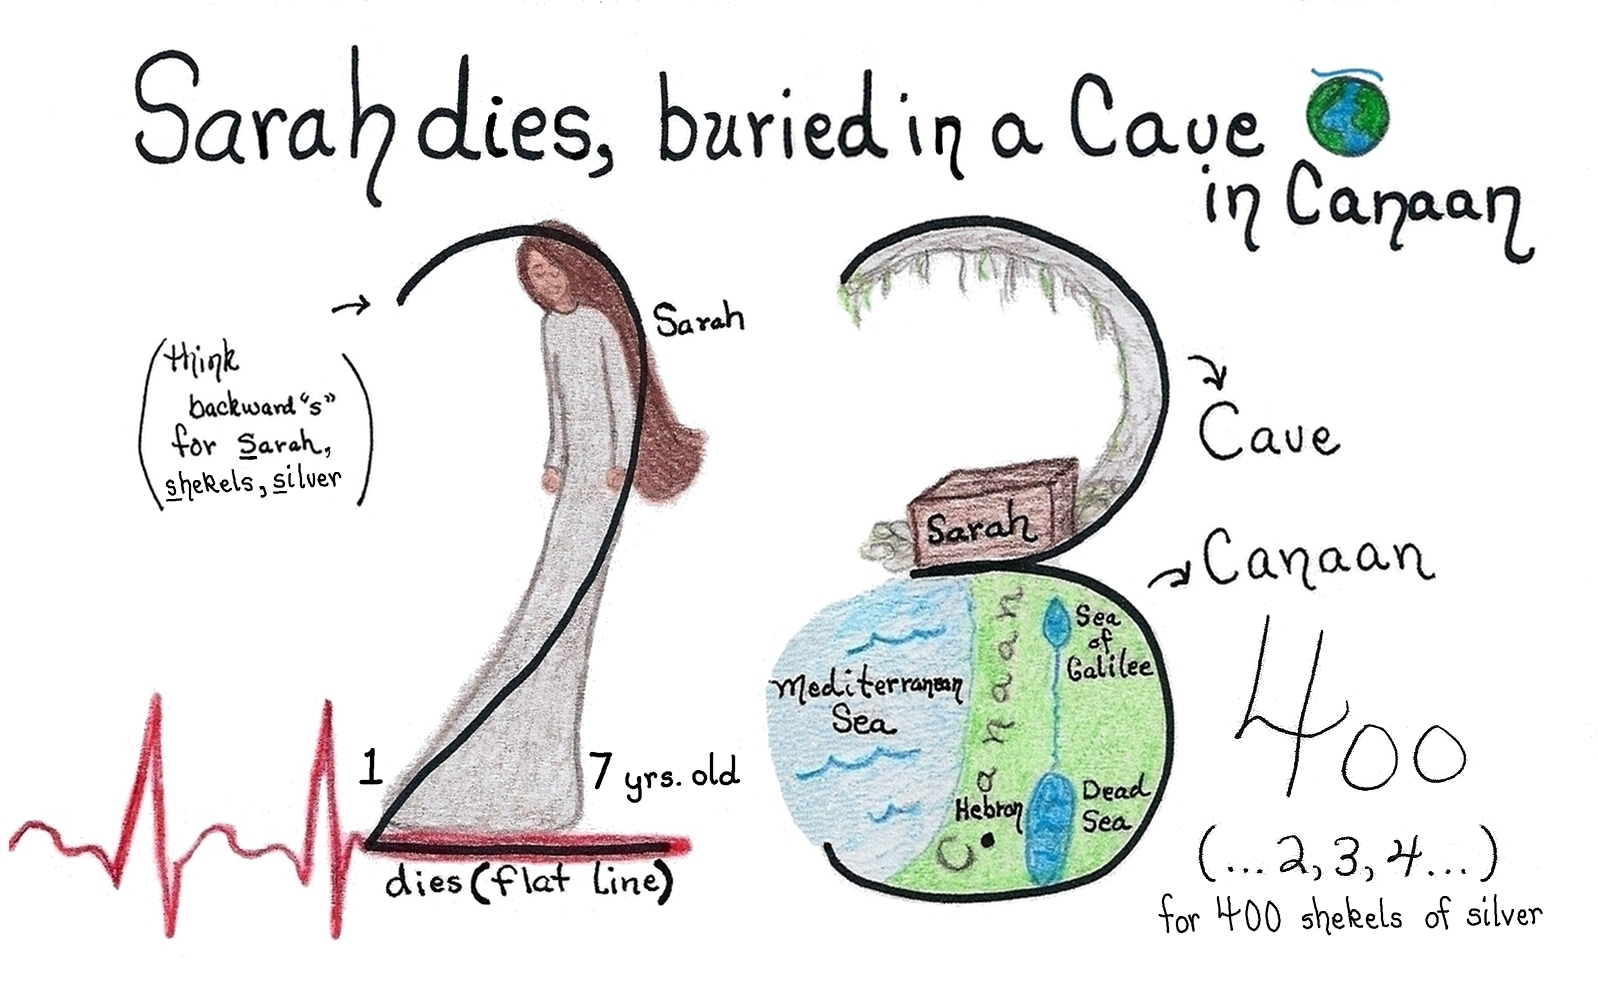 Sarah dies, buried in a Cave
in Canaan
(think
backward "s"
for Sarah,
shekels, silver)
Sarah
1
7 yrs. old
dies (flat line)
Cave
Sarah
Canaan
Canaan
Sea
of
Galilee
Mediterranean
Sea
Hebron
Dead
Sea
400
(...2,3,4...)
for 400 shekels of silver